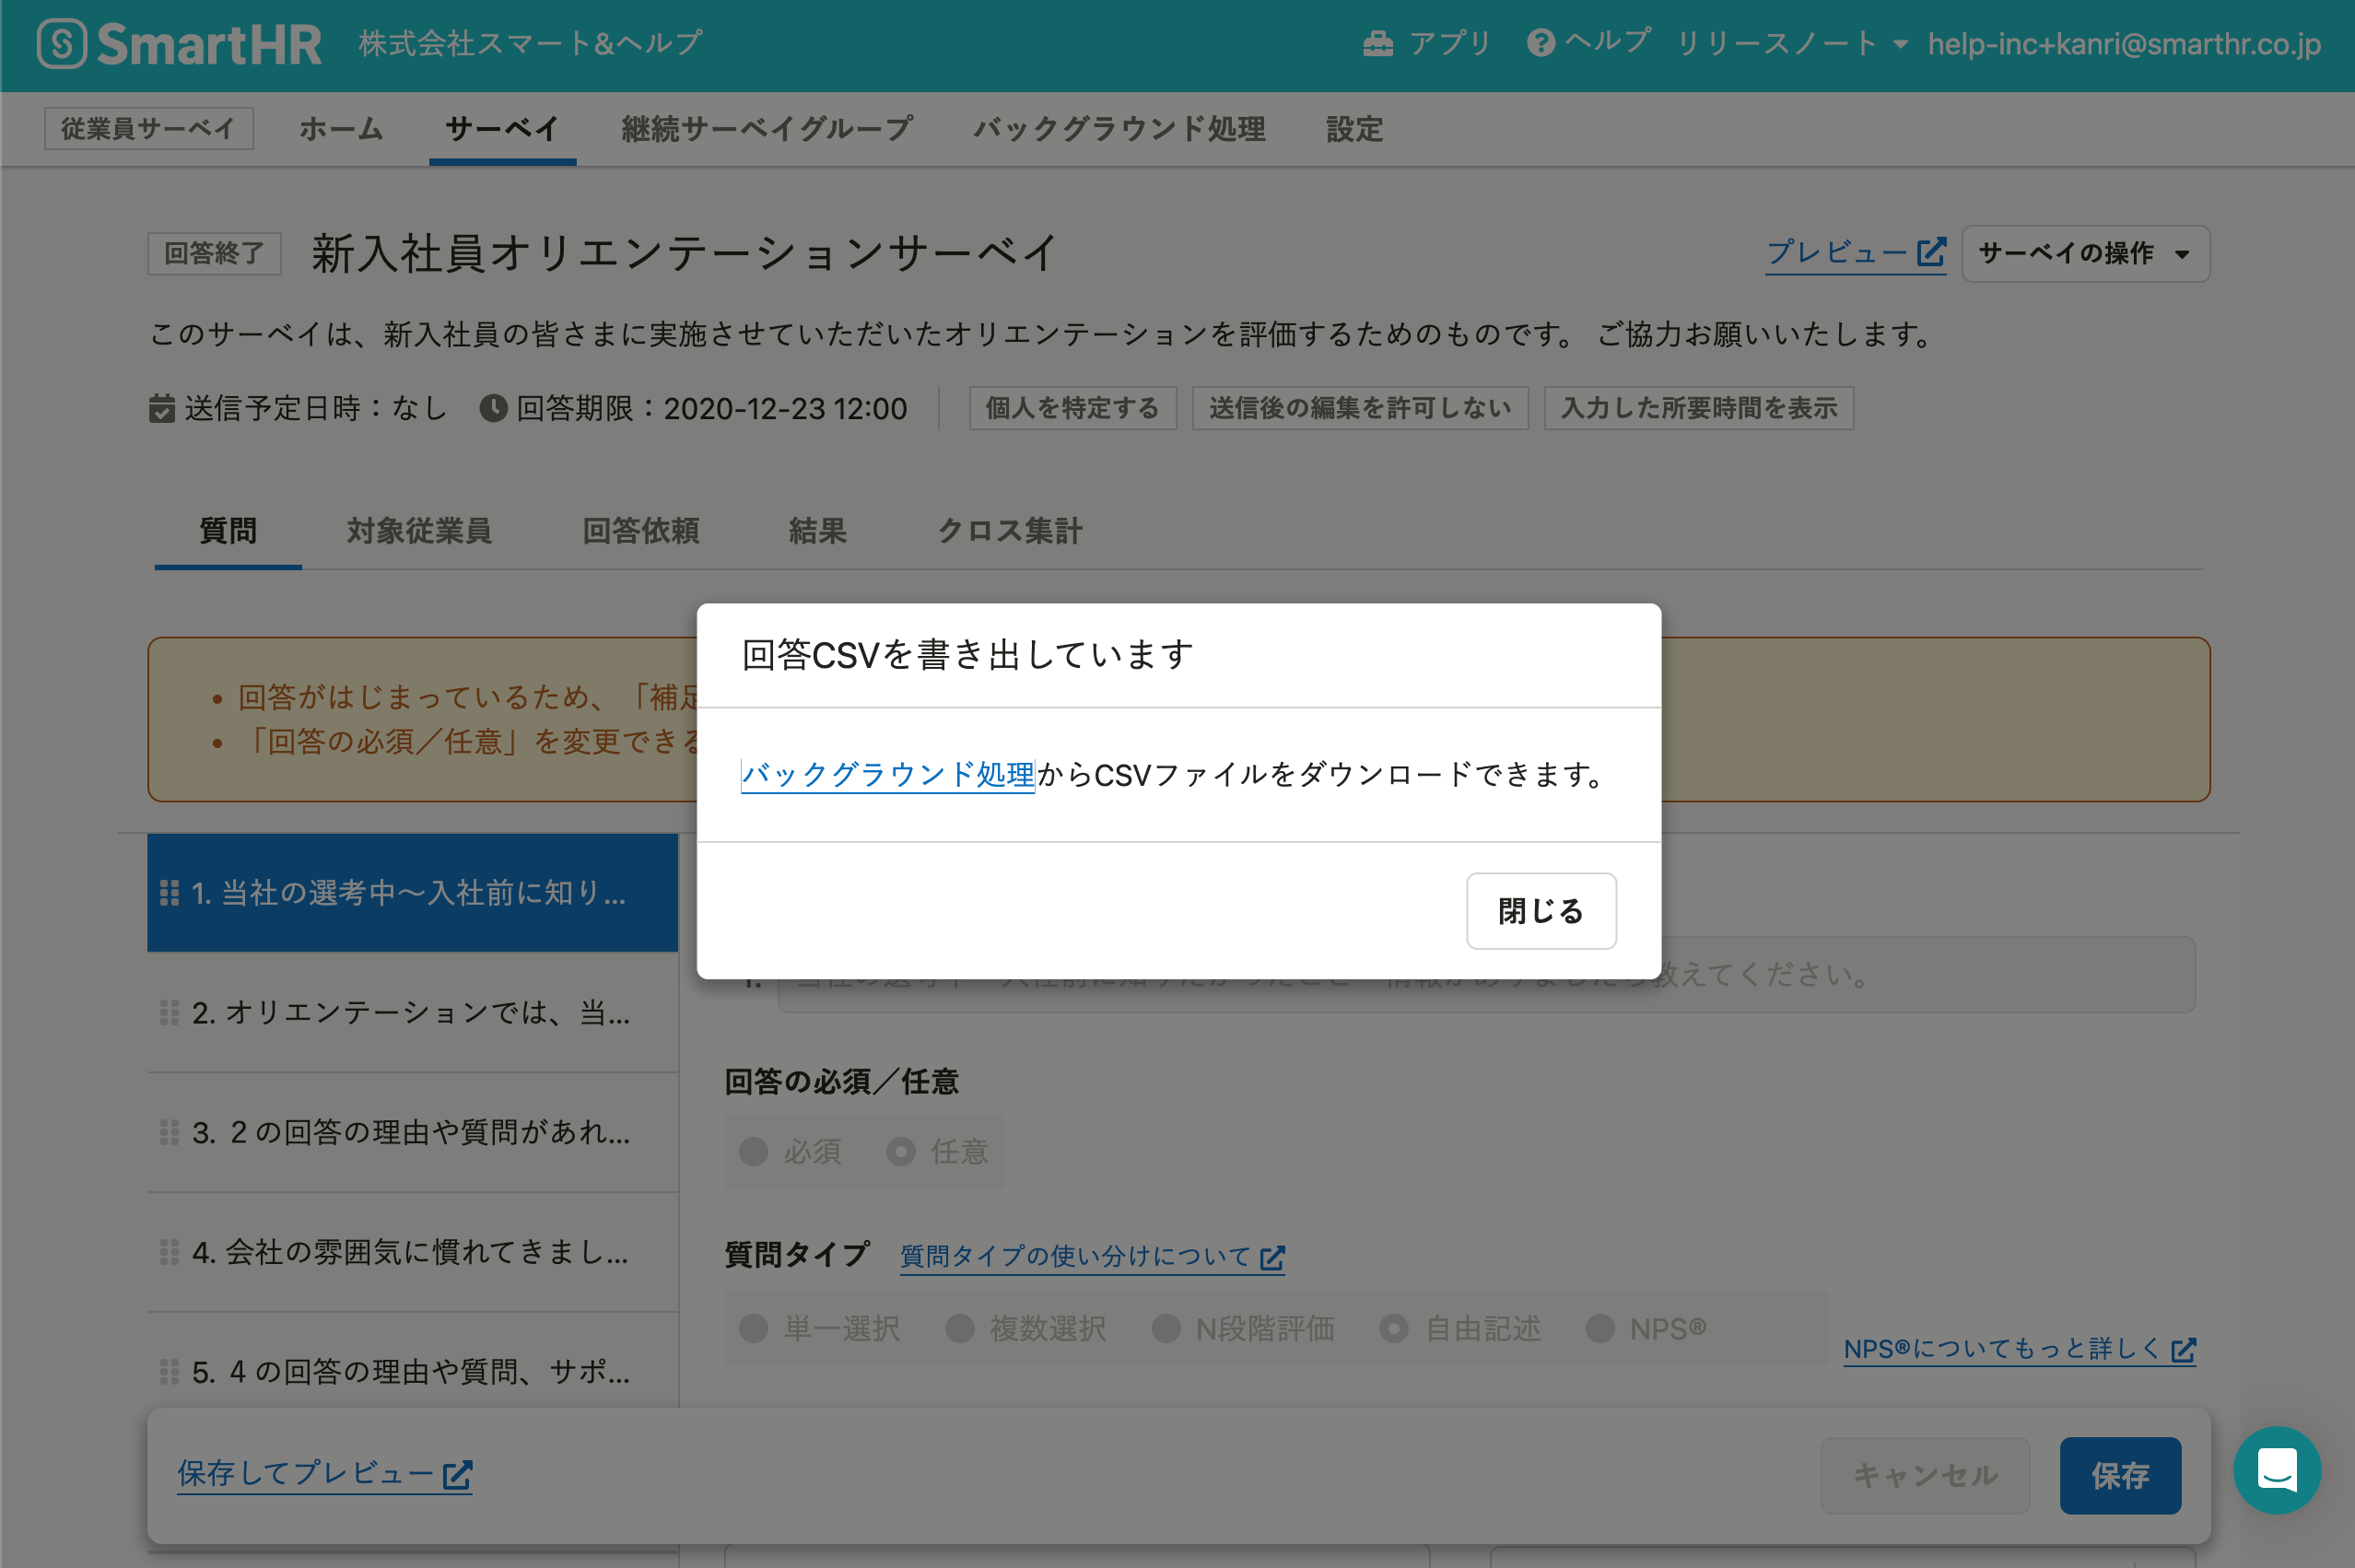 SmartHR 株式会社スマート&ヘルプ アプリ ヘルプ リリースノート help-inc+kanri@smarthr.co.jp
従業員サーベイ ホーム サーベイ 継続サーベイグループ バックグラウンド処理 設定
回答終了 新入社員オリエンテーションサーベイ プレビュー サーベイの操作
このサーベイは、新入社員の皆さまに実施させていただいたオリエンテーションを評価するためのものです。 ご協力お願いいたします。
送信予定日時：なし 回答期限：2020-12-23 12:00 個人を特定する 送信後の編集を許可しない 入力した所要時間を表示
質問 対象従業員 回答依頼 結果 クロス集計
回答CSVを書き出しています
• 回答がはじまっているため、「補足
• 「回答の必須／任意」を変更できる
バックグラウンド処理からCSVファイルをダウンロードできます。
閉じる
1. 当社の選考中〜入社前に知り...
教えてください。
2. オリエンテーションでは、当...
3. ２の回答の理由や質問があれ...
4. 会社の雰囲気に慣れてきまし...
5. ４の回答の理由や質問、サポ...
回答の必須／任意
必須 任意
質問タイプ 質問タイプの使い分けについて
単一選択 複数選択 N段階評価 自由記述 NPS®
NPS®についてもっと詳しく
保存してプレビュー キャンセル 保存